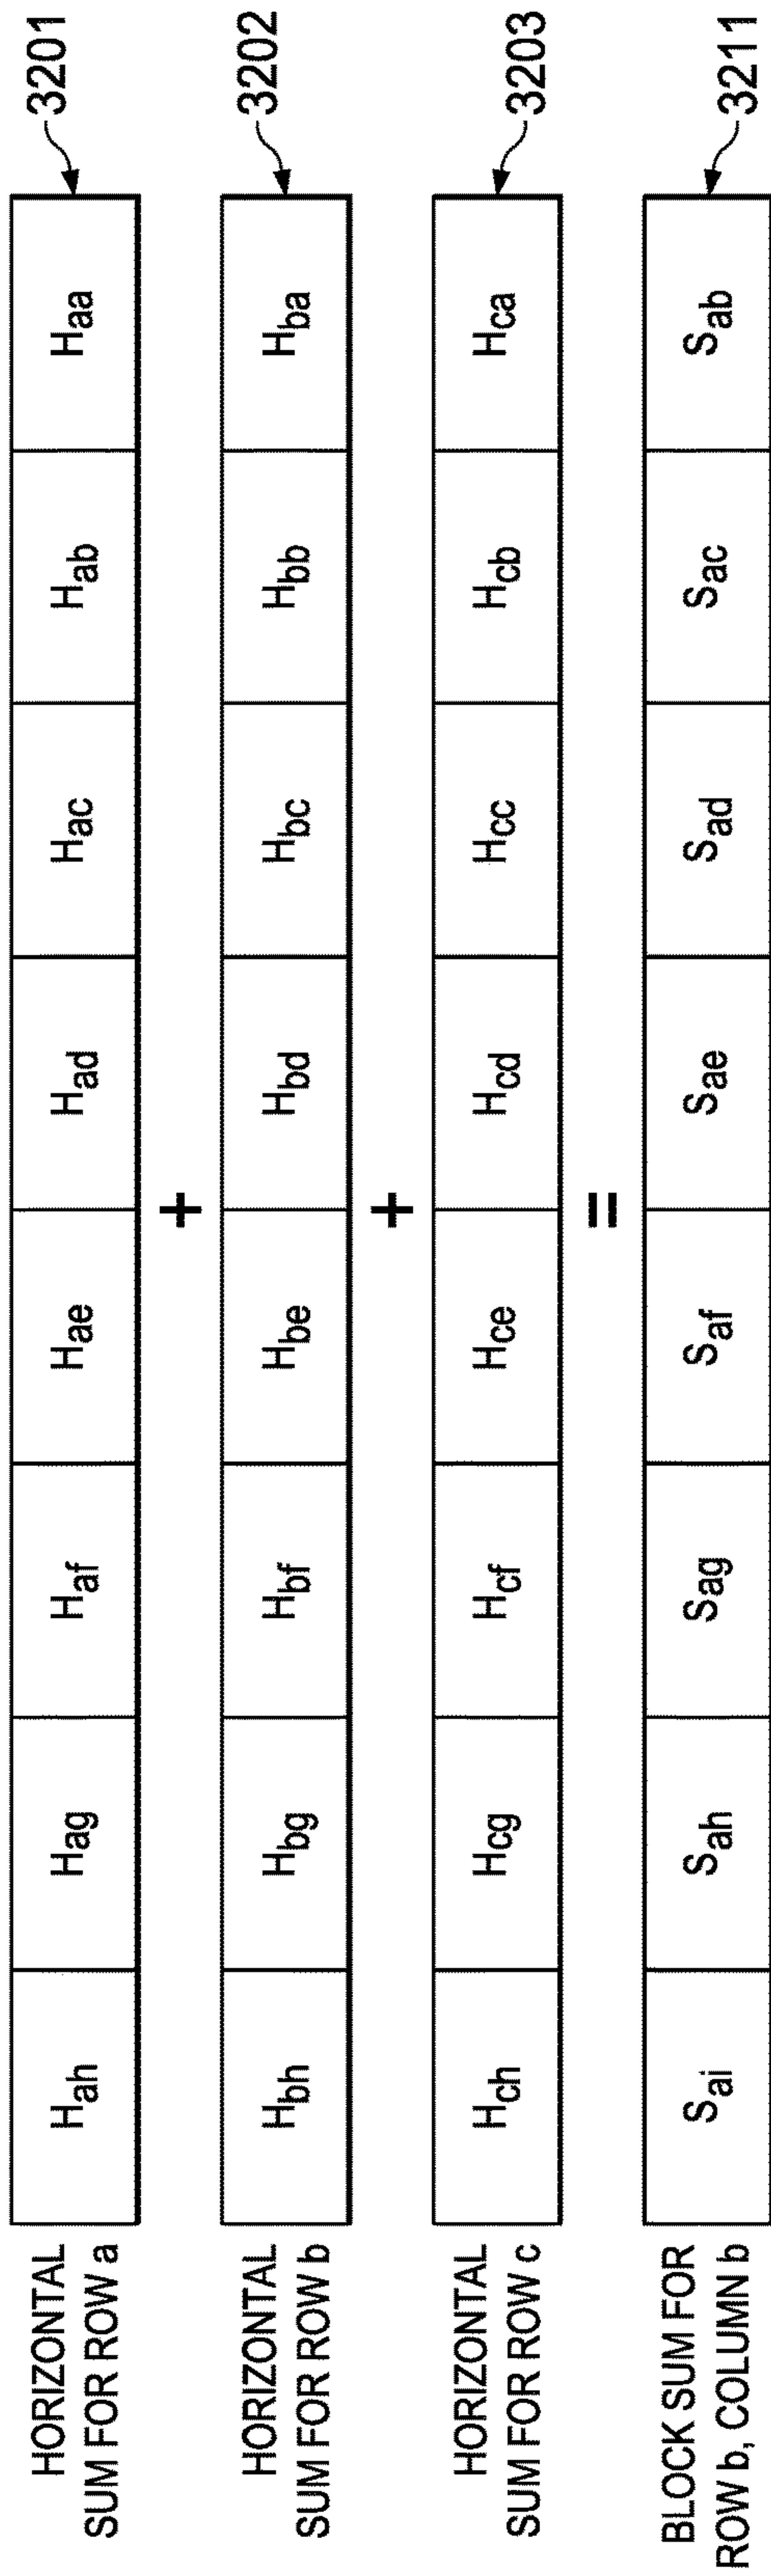 HORIZONTAL
SUM FOR ROW a
Hah Hag Haf Hae Had Hac Hab Haa
3201
+
HORIZONTAL
SUM FOR ROW b
Hbh Hbg Hbf Hbe Hbd Hbc Hbb Hba
3202
+
HORIZONTAL
SUM FOR ROW c
Hch Hcg Hcf Hce Hcd Hcc Hcb Hca
3203
=
BLOCK SUM FOR
ROW b, COLUMN b
Sai Sah Sag Saf Sae Sad Sac Sab
3211